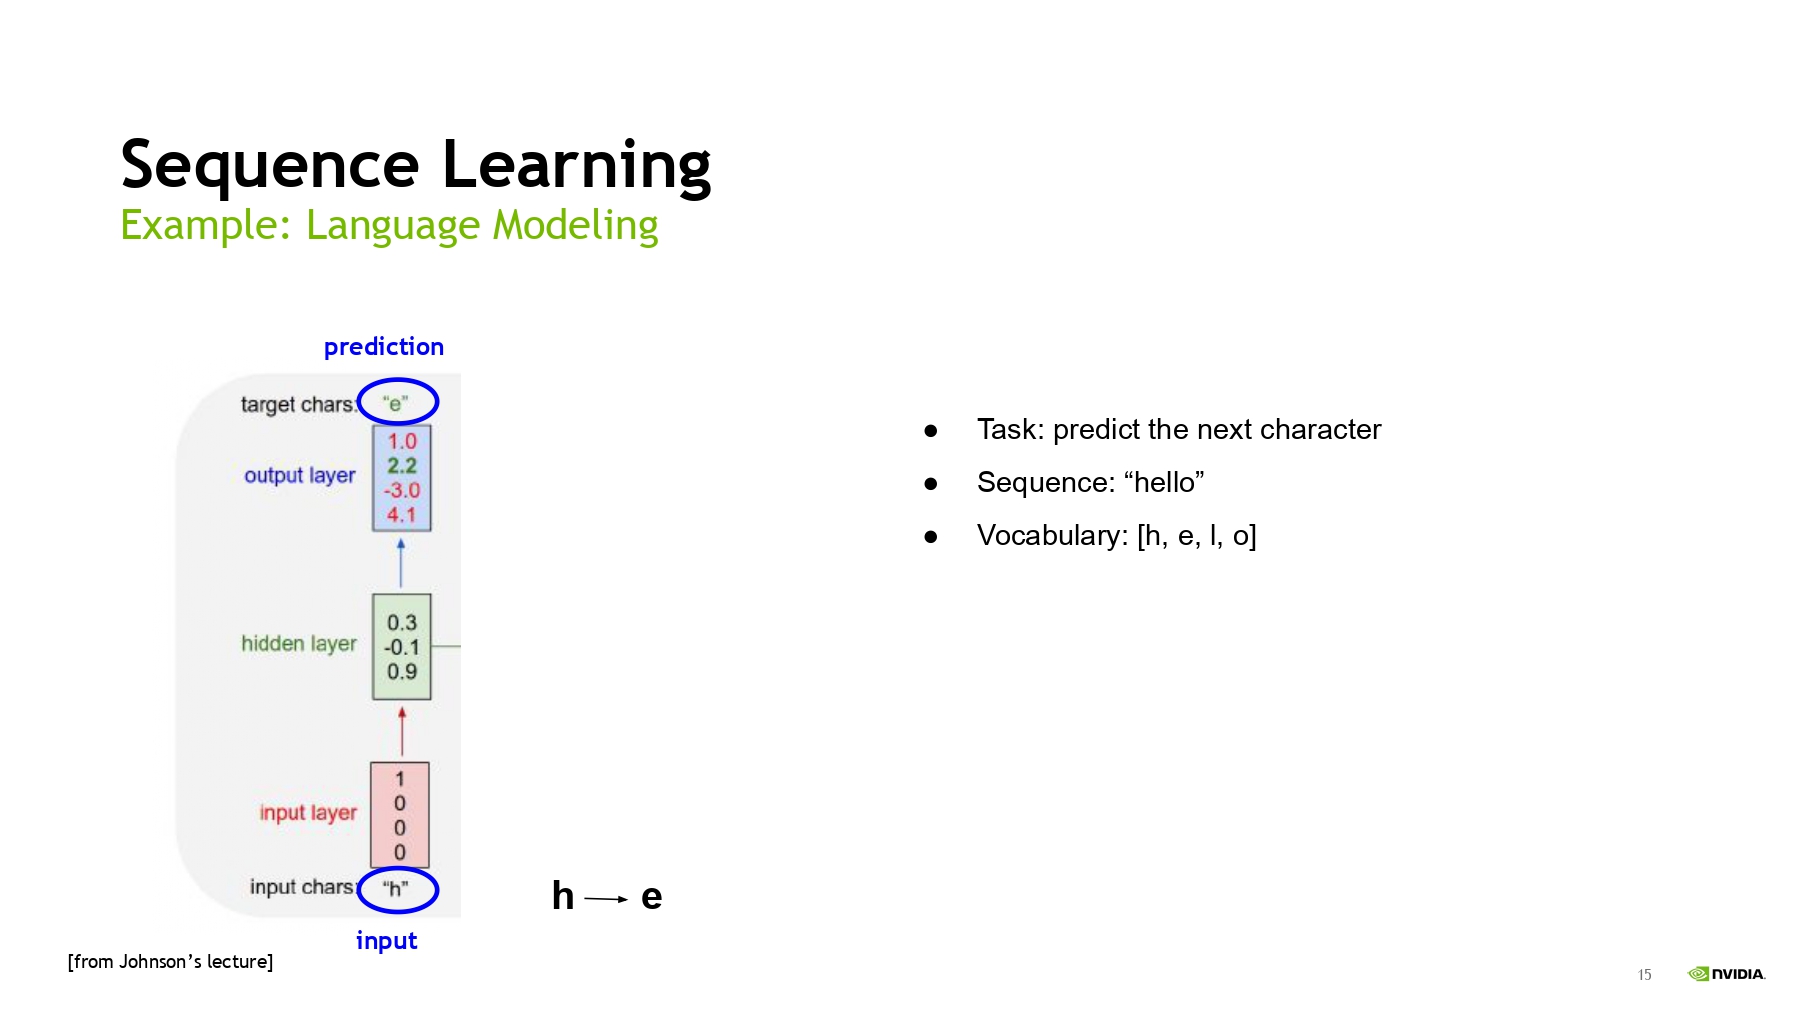 Sequence Learning
Example: Language Modeling
prediction
target chars: “e”
1.0
output layer
2.2
-3.0
4.1
hidden layer
0.3
-0.1
0.9
input layer
1
0
0
0
input chars: “h”
input
h e
● Task: predict the next character
● Sequence: “hello”
● Vocabulary: [h, e, l, o]
[from Johnson’s lecture]
15
NVIDIA.